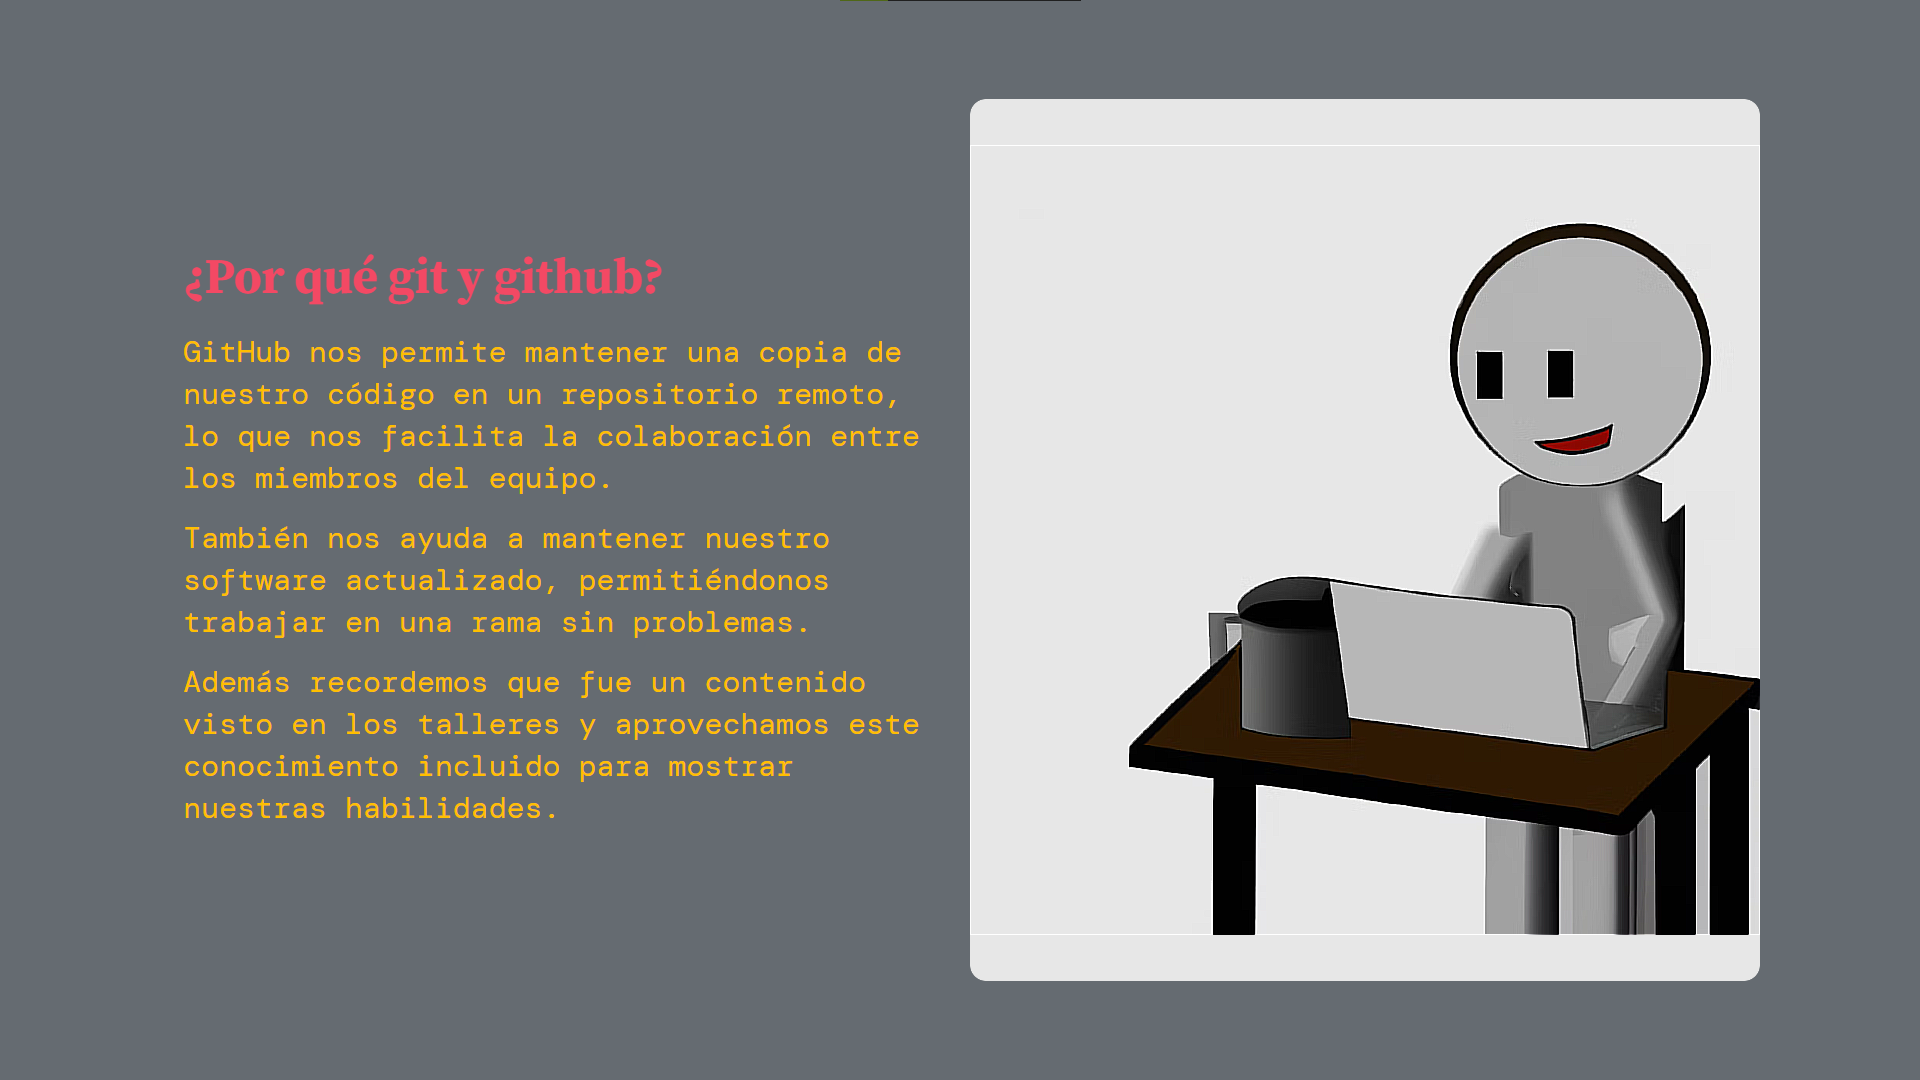 ¿Por qué git y github?
GitHub nos permite mantener una copia de
nuestro código en un repositorio remoto,
lo que nos facilita la colaboración entre
los miembros del equipo.
También nos ayuda a mantener nuestro
software actualizado, permitiéndonos
trabajar en una rama sin problemas.
Además recordemos que fue un contenido
visto en los talleres y aprovechamos este
conocimiento incluido para mostrar
nuestras habilidades.